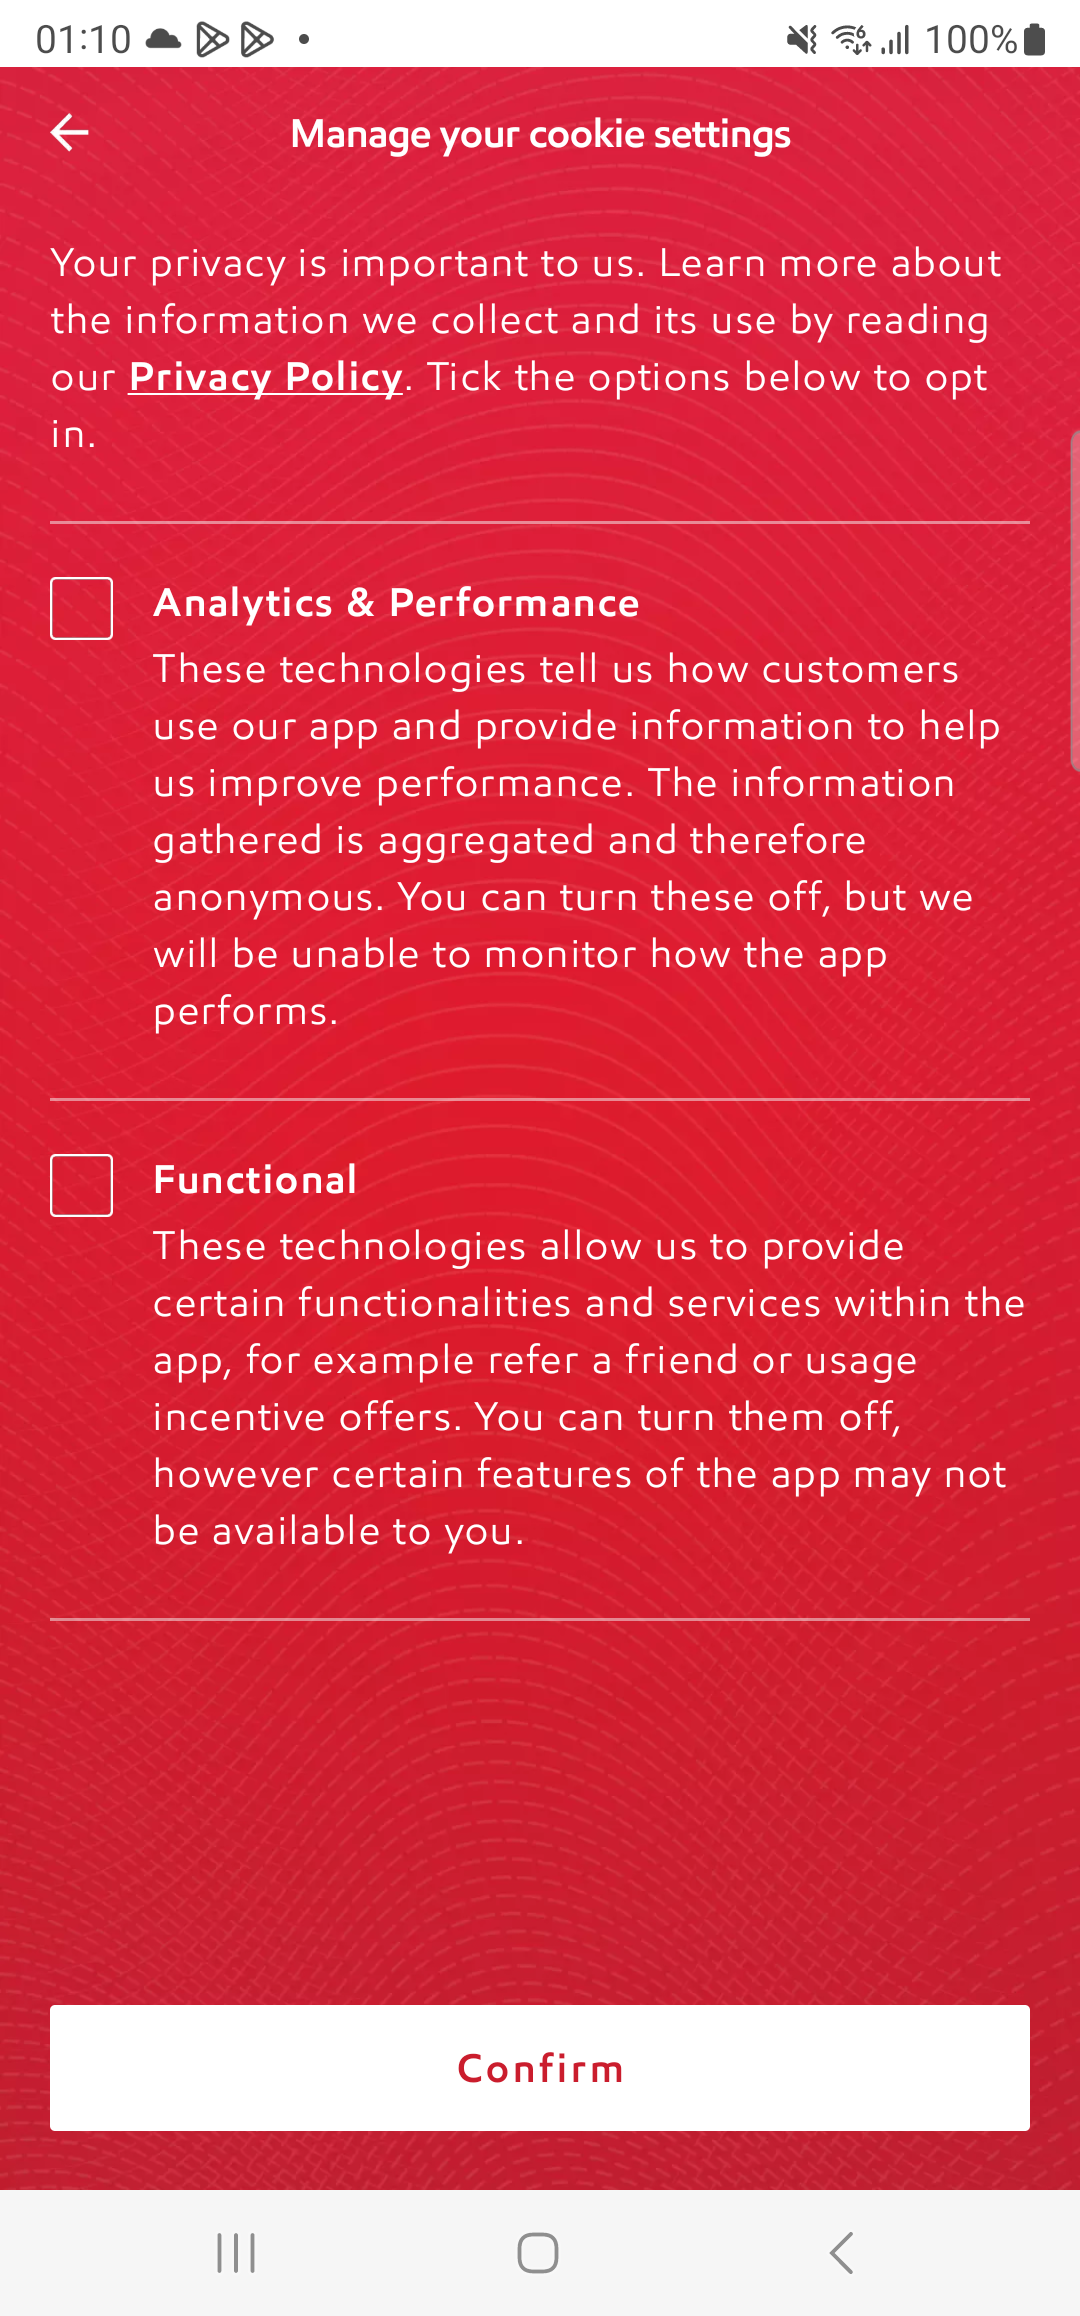 01:10
100%
Manage your cookie settings
Your privacy is important to us. Learn more about
the information we collect and its use by reading
our Privacy Policy. Tick the options below to opt
in.
Analytics & Performance
These technologies tell us how customers
use our app and provide information to help
us improve performance. The information
gathered is aggregated and therefore
anonymous. You can turn these off, but we
will be unable to monitor how the app
performs.
Functional
These technologies allow us to provide
certain functionalities and services within the
app, for example refer a friend or usage
incentive offers. You can turn them off,
however certain features of the app may not
be available to you.
Confirm